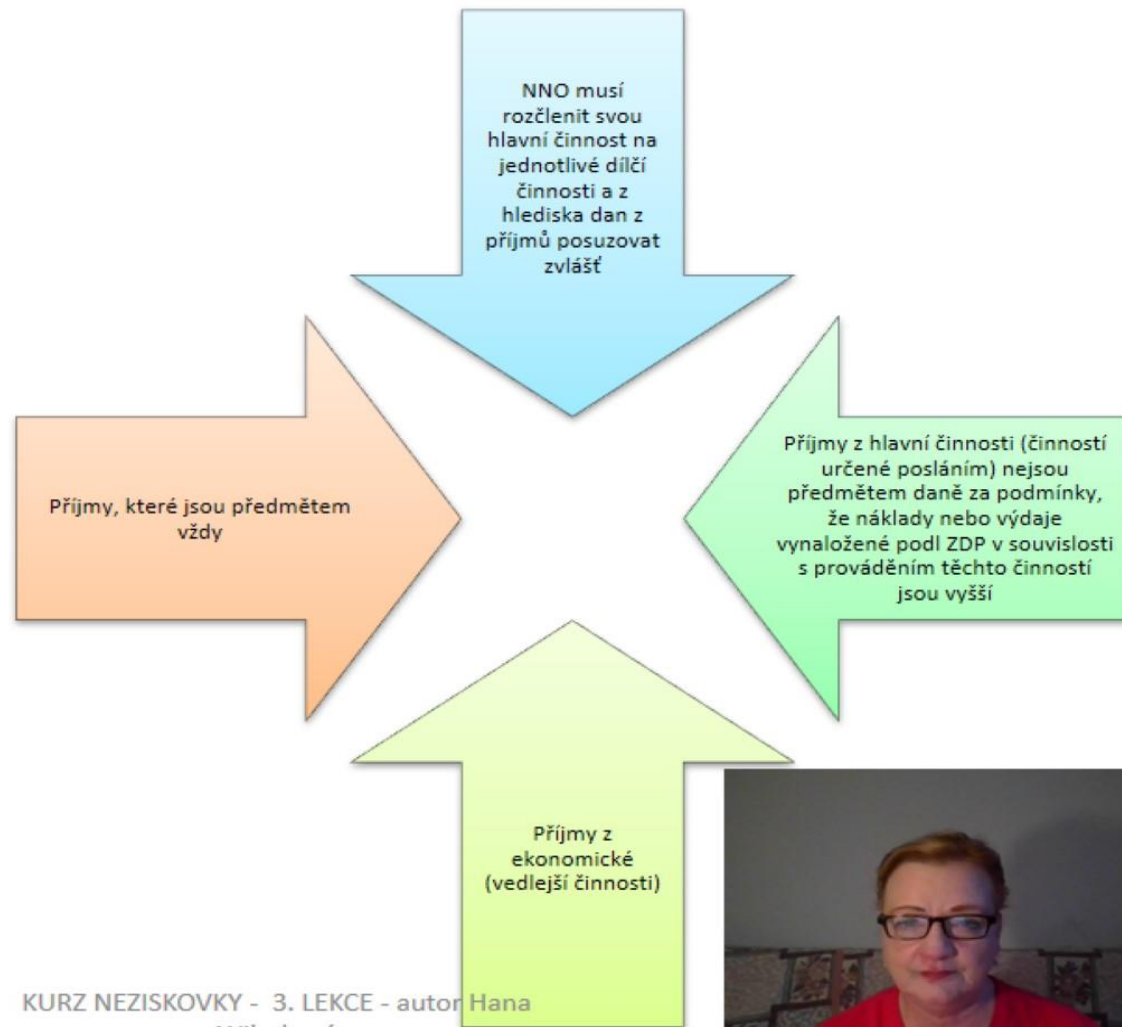 NNO musí
rozčlenit svou
hlavní činnost na
jednotlivé dílčí
činnosti a z
hlediska dan z
příjmů posuzovat
zvlášť
Příjmy, které jsou předmětem
vždy
Příjmy z hlavní činnosti (činností
určené posláním) nejsou
předmětem daně za podmínky,
že náklady nebo výdaje
vynaložené podl ZDP v souvislosti
s prováděním těchto činností
jsou vyšší
Příjmy z
ekonomické
(vedlejší činnosti)
KURZ NEZISKOVKY - 3. LEKCE - autor Hana